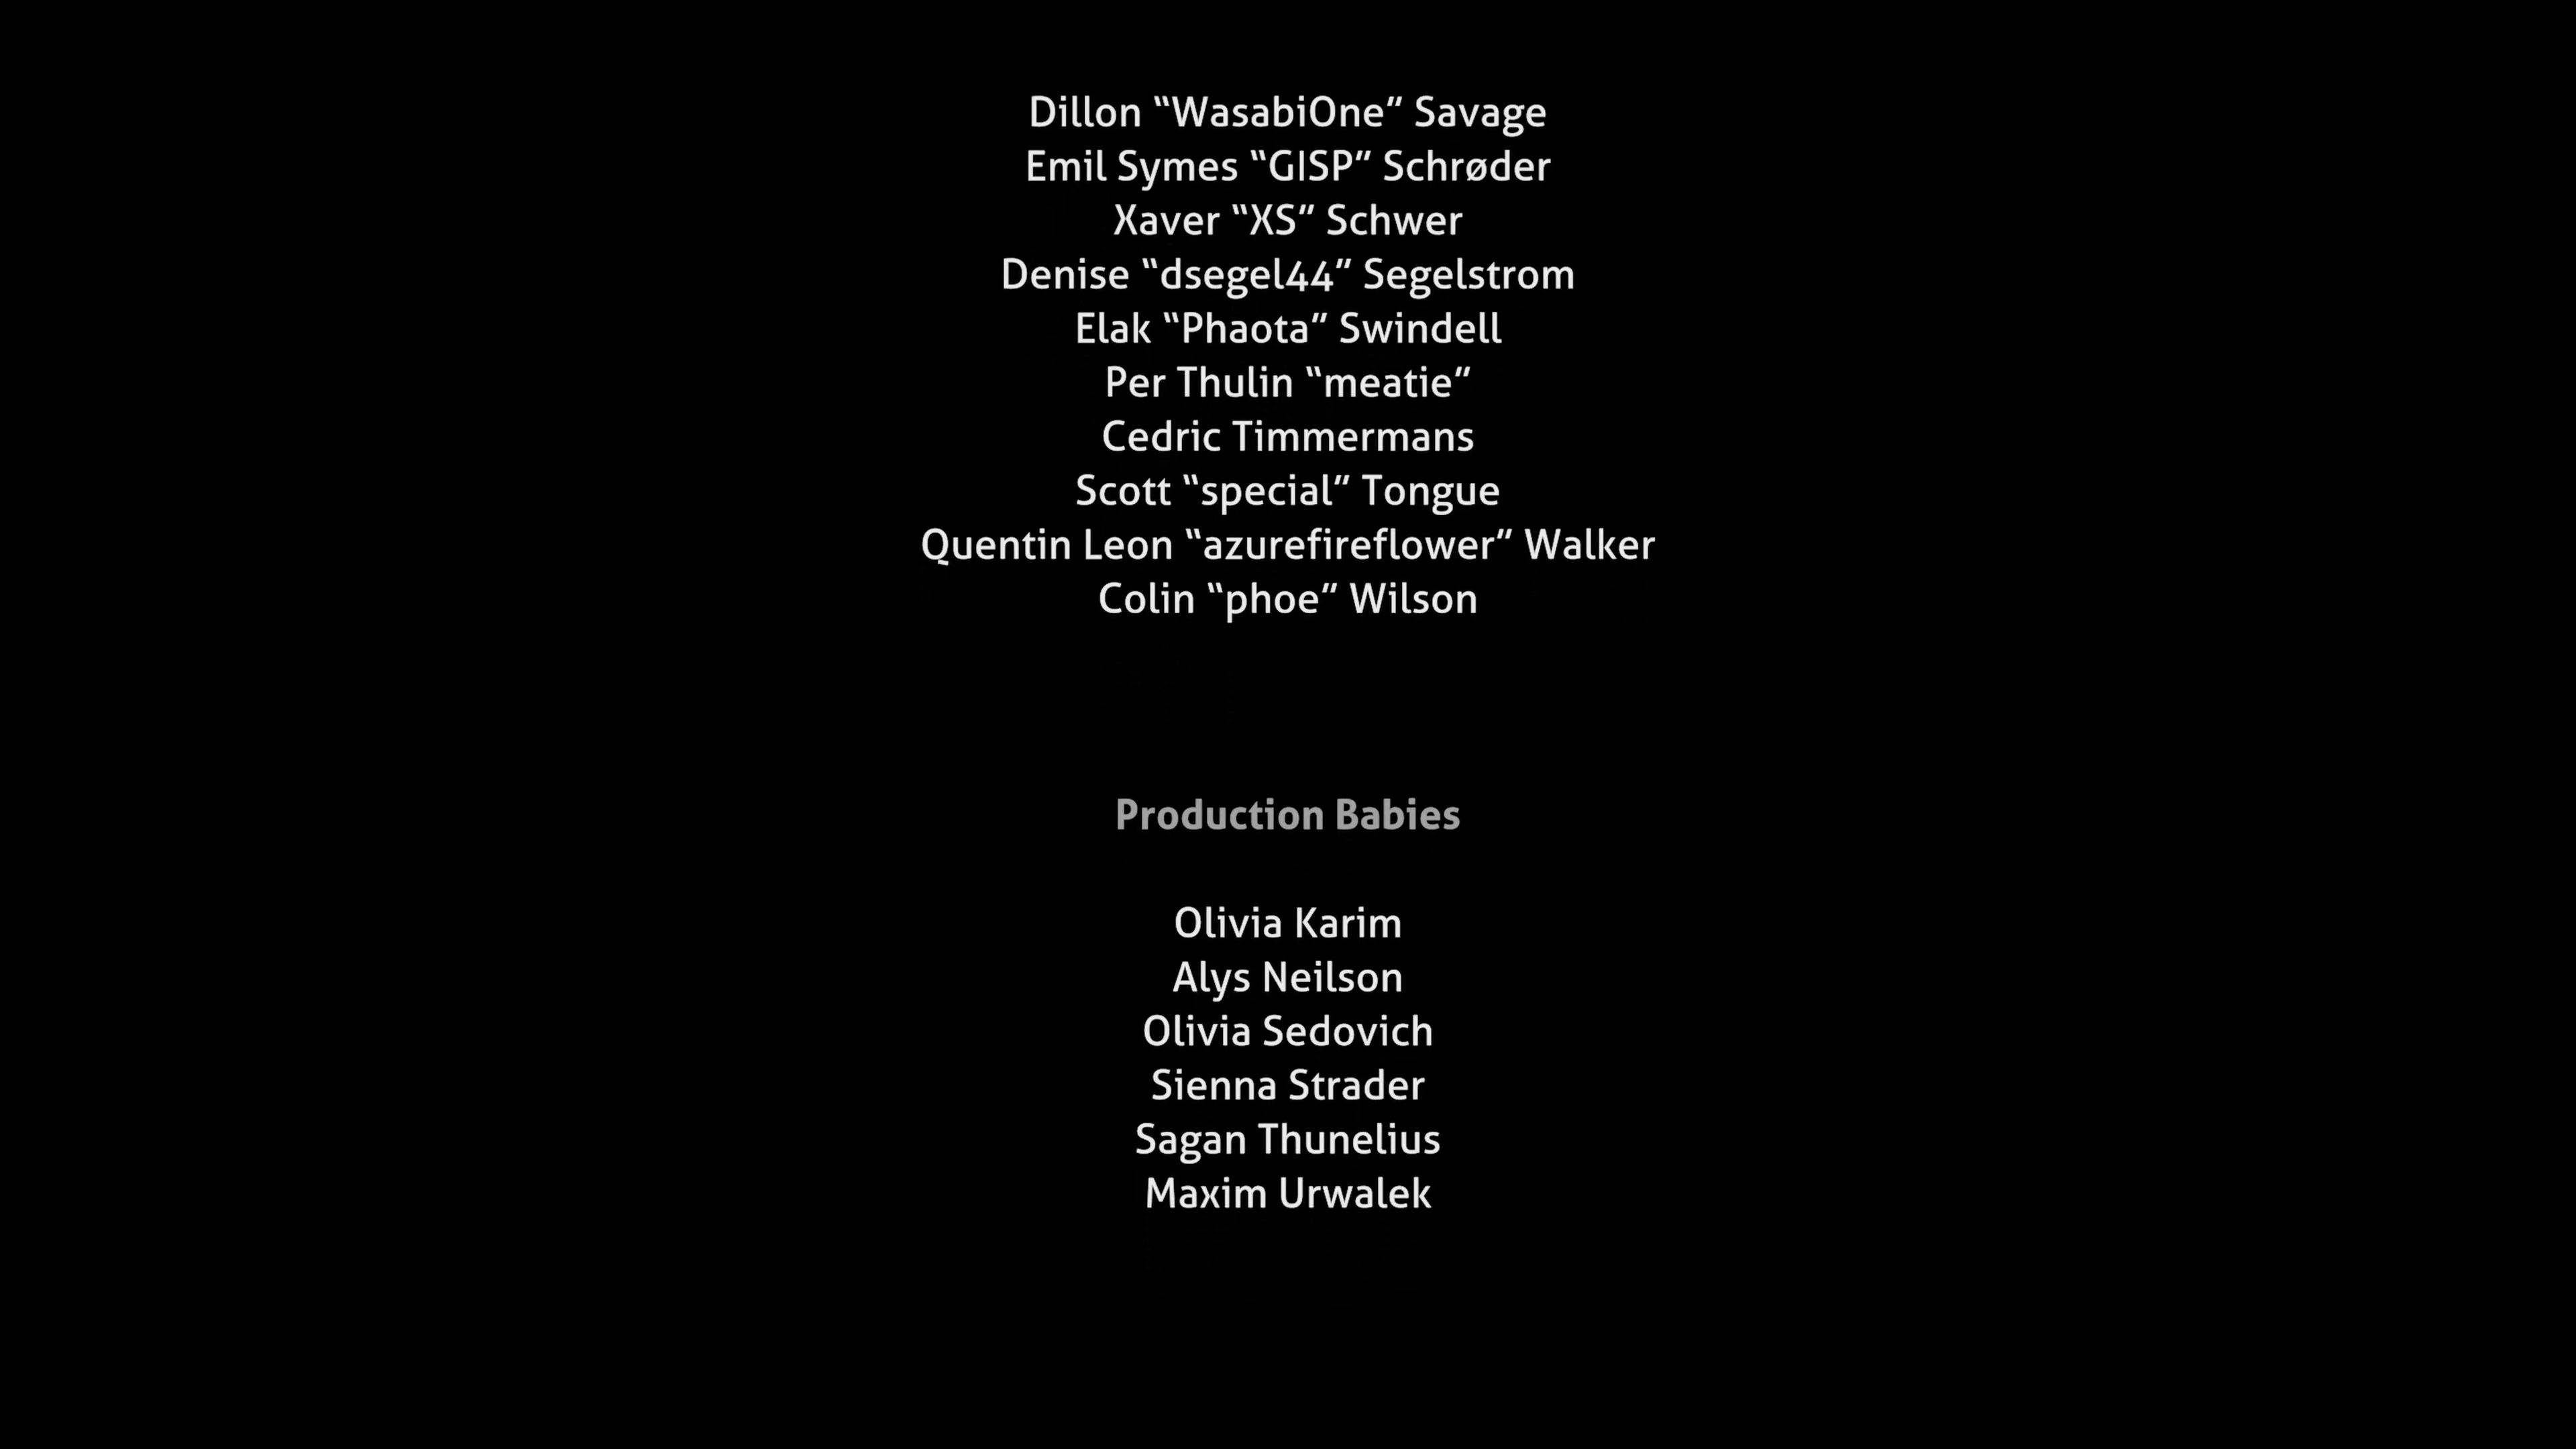 Dillon “WasabiOne” Savage
Emil Symes “GISP” Schrøder
Xaver “XS” Schwer
Denise “dsegel44” Segelstrom
Elak “Phaota” Swindell
Per Thulin “meatie”
Cedric Timmermans
Scott “special” Tongue
Quentin Leon “azurefireflower” Walker
Colin “phoe” Wilson
Production Babies
Olivia Karim
Alys Neilson
Olivia Sedovich
Sienna Strader
Sagan Thunelius
Maxim Urwalek